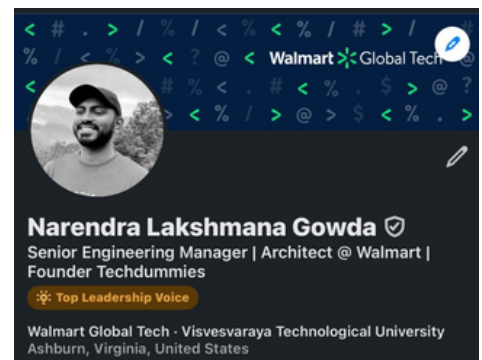 Walmart Global Tech
Narendra Lakshmana Gowda
Senior Engineering Manager | Architect @ Walmart |
Founder Techdummies
Top Leadership Voice
Walmart Global Tech · Visvesvaraya Technological University
Ashburn, Virginia, United States